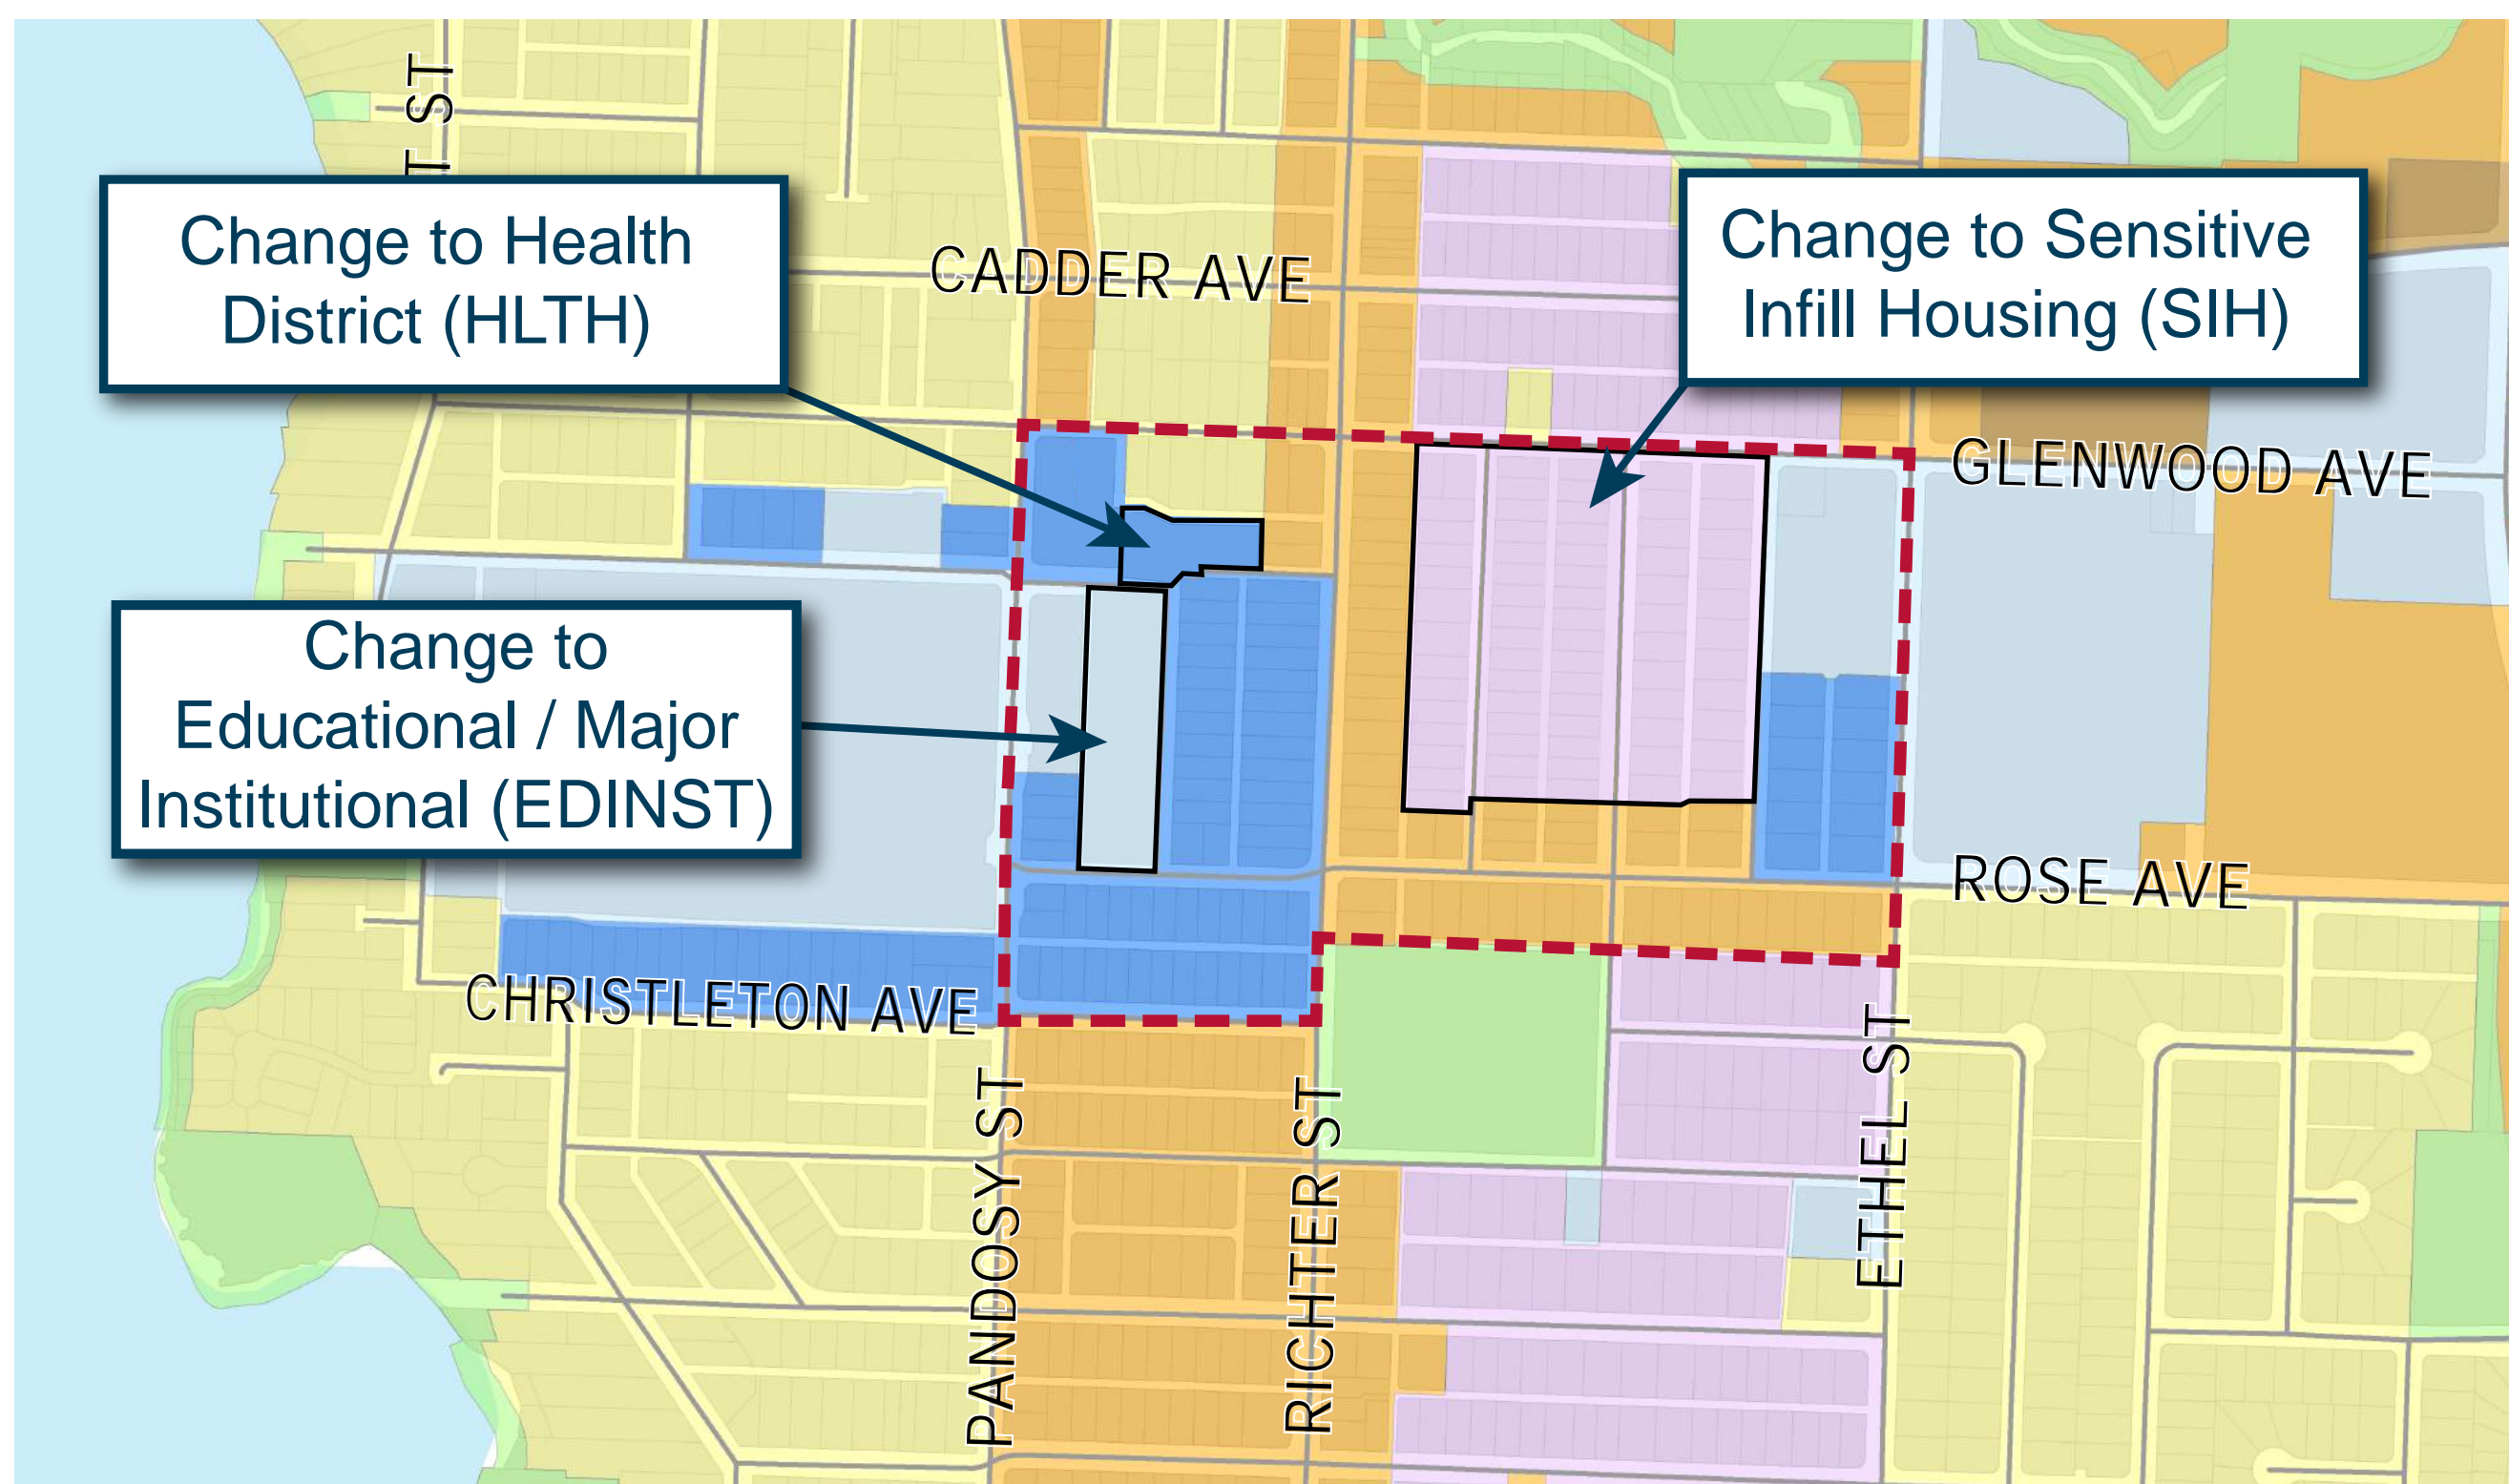 T ST
Change to Health
District (HLTH)
CADDER AVE
Change to Sensitive
Infill Housing (SIH)
GLENWOOD AVE
Change to
Educational / Major
Institutional (EDINST)
ROSE AVE
CHRISTLETON AVE
PANDOSY ST
RICHTER ST
ETHEL ST